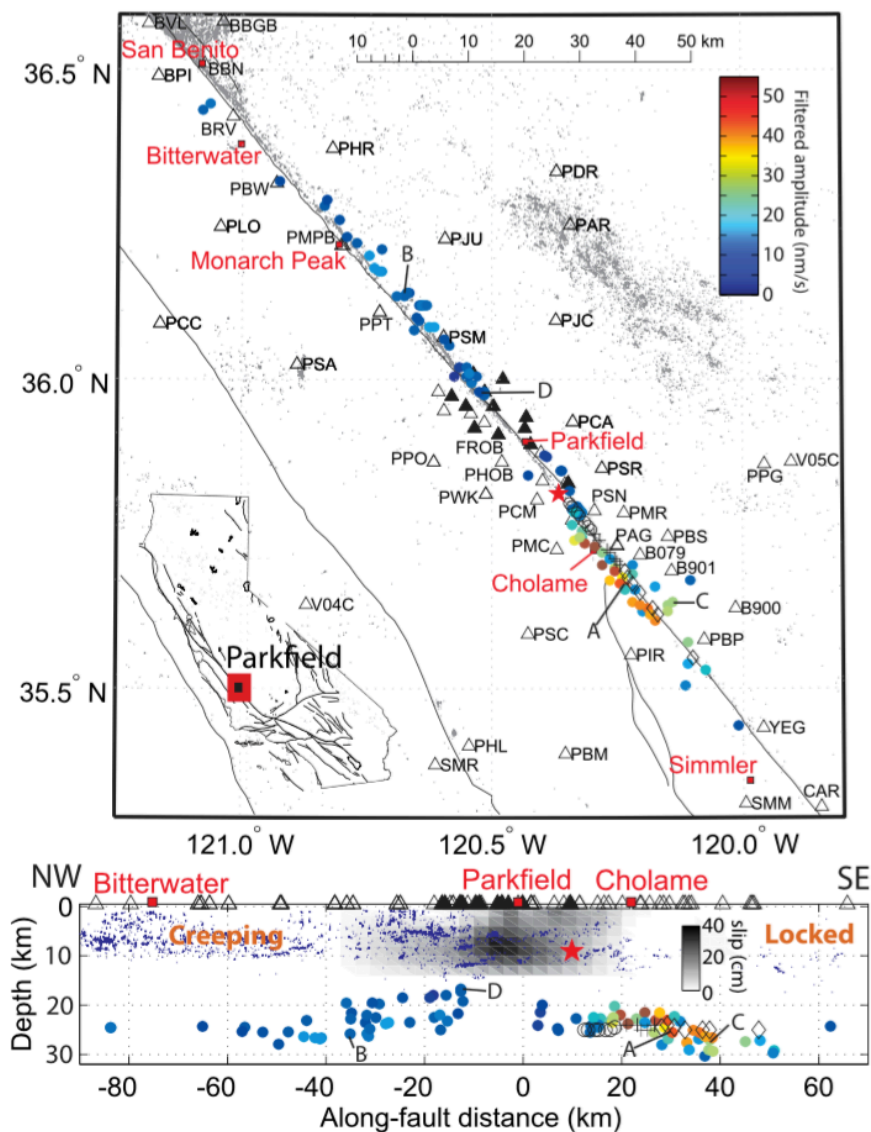 BVL BBGB
San Benito
BBN
BPI
BRV
Bitterwater
PHR
PBW
PDR
PLO
PAR
PMPB
PJU
Monarch Peak
B
PCC
PPT
PJC
PSM
PSA
D
PCA
FROB
Parkfield
PPO
PHOB
PSR
PPG
V05C
PWK
PCM
PSN
PMR
PMC
PAG
PBS
B079
Cholame
B901
A
C
V04C
B900
PSC
PBP
PIR
Parkfield
YEG
PHL
SMR
PBM
Simmler
SMM
CAR
10 0 10 20 30 40 50 km
50
40
30
20
10
0
Filtered amplitude (nm/s)
36.5° N
36.0° N
35.5° N
121.0° W 120.5° W 120.0° W
NW SE
Bitterwater Parkfield Cholame
Creeping Locked
40
20
0
slip (cm)
D
B
A
C
0
10
20
30
Depth (km)
-80 -60 -40 -20 0 20 40 60
Along-fault distance (km)